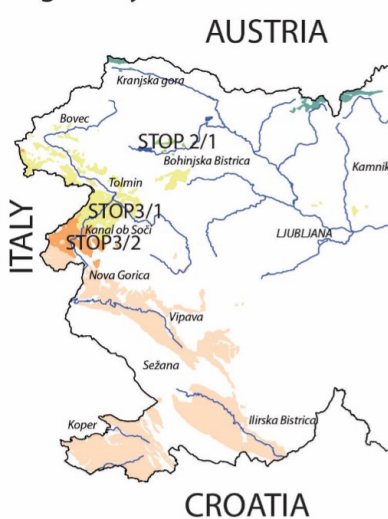 AUSTRIA
Kranjska gora
Bovec
STOP 2/1
Bohinjska Bistrica
Kamnik
Tolmin
STOP3/1
Kanal ob Soči
ITALY
STOP3/2
LJUBLJANA
Nova Gorica
Vipava
Sežana
Koper
Ilirska Bistrica
CROATIA